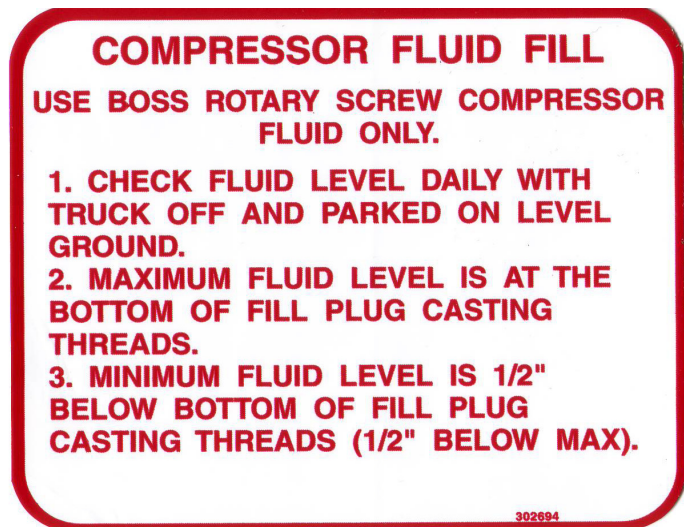 COMPRESSOR FLUID FILL
USE BOSS ROTARY SCREW COMPRESSOR
FLUID ONLY.
1. CHECK FLUID LEVEL DAILY WITH
TRUCK OFF AND PARKED ON LEVEL
GROUND.
2. MAXIMUM FLUID LEVEL IS AT THE
BOTTOM OF FILL PLUG CASTING
THREADS.
3. MINIMUM FLUID LEVEL IS 1/2"
BELOW BOTTOM OF FILL PLUG
CASTING THREADS (1/2" BELOW MAX).
302694